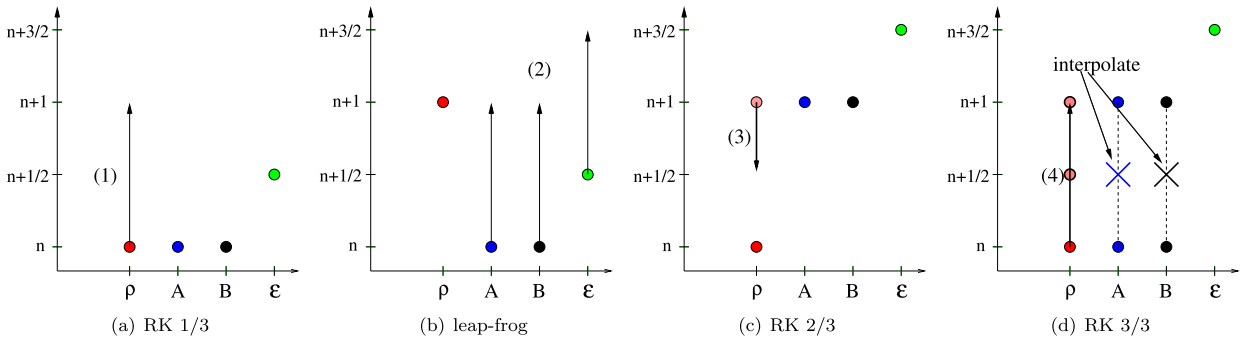 n+3/2
n+1
n+1/2
n
(1)
ρ A B ε
(a) RK 1/3
n+3/2
n+1
n+1/2
n
(2)
ρ A B ε
(b) leap-frog
n+3/2
n+1
n+1/2
n
(3)
ρ A B ε
(c) RK 2/3
n+3/2
n+1
n+1/2
n
interpolate
(4)
ρ A B ε
(d) RK 3/3